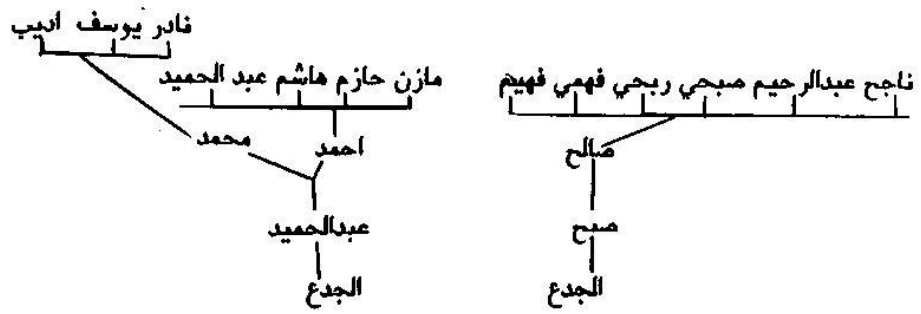 نادر يوسف اديب
مازن حازم هاشم عبد الحميد
ناجح عبدالرحيم صبحي ربحي فهمي فهيم
محمد
احمد
صالح
عبدالحميد
صبح
الجدع
الجدع